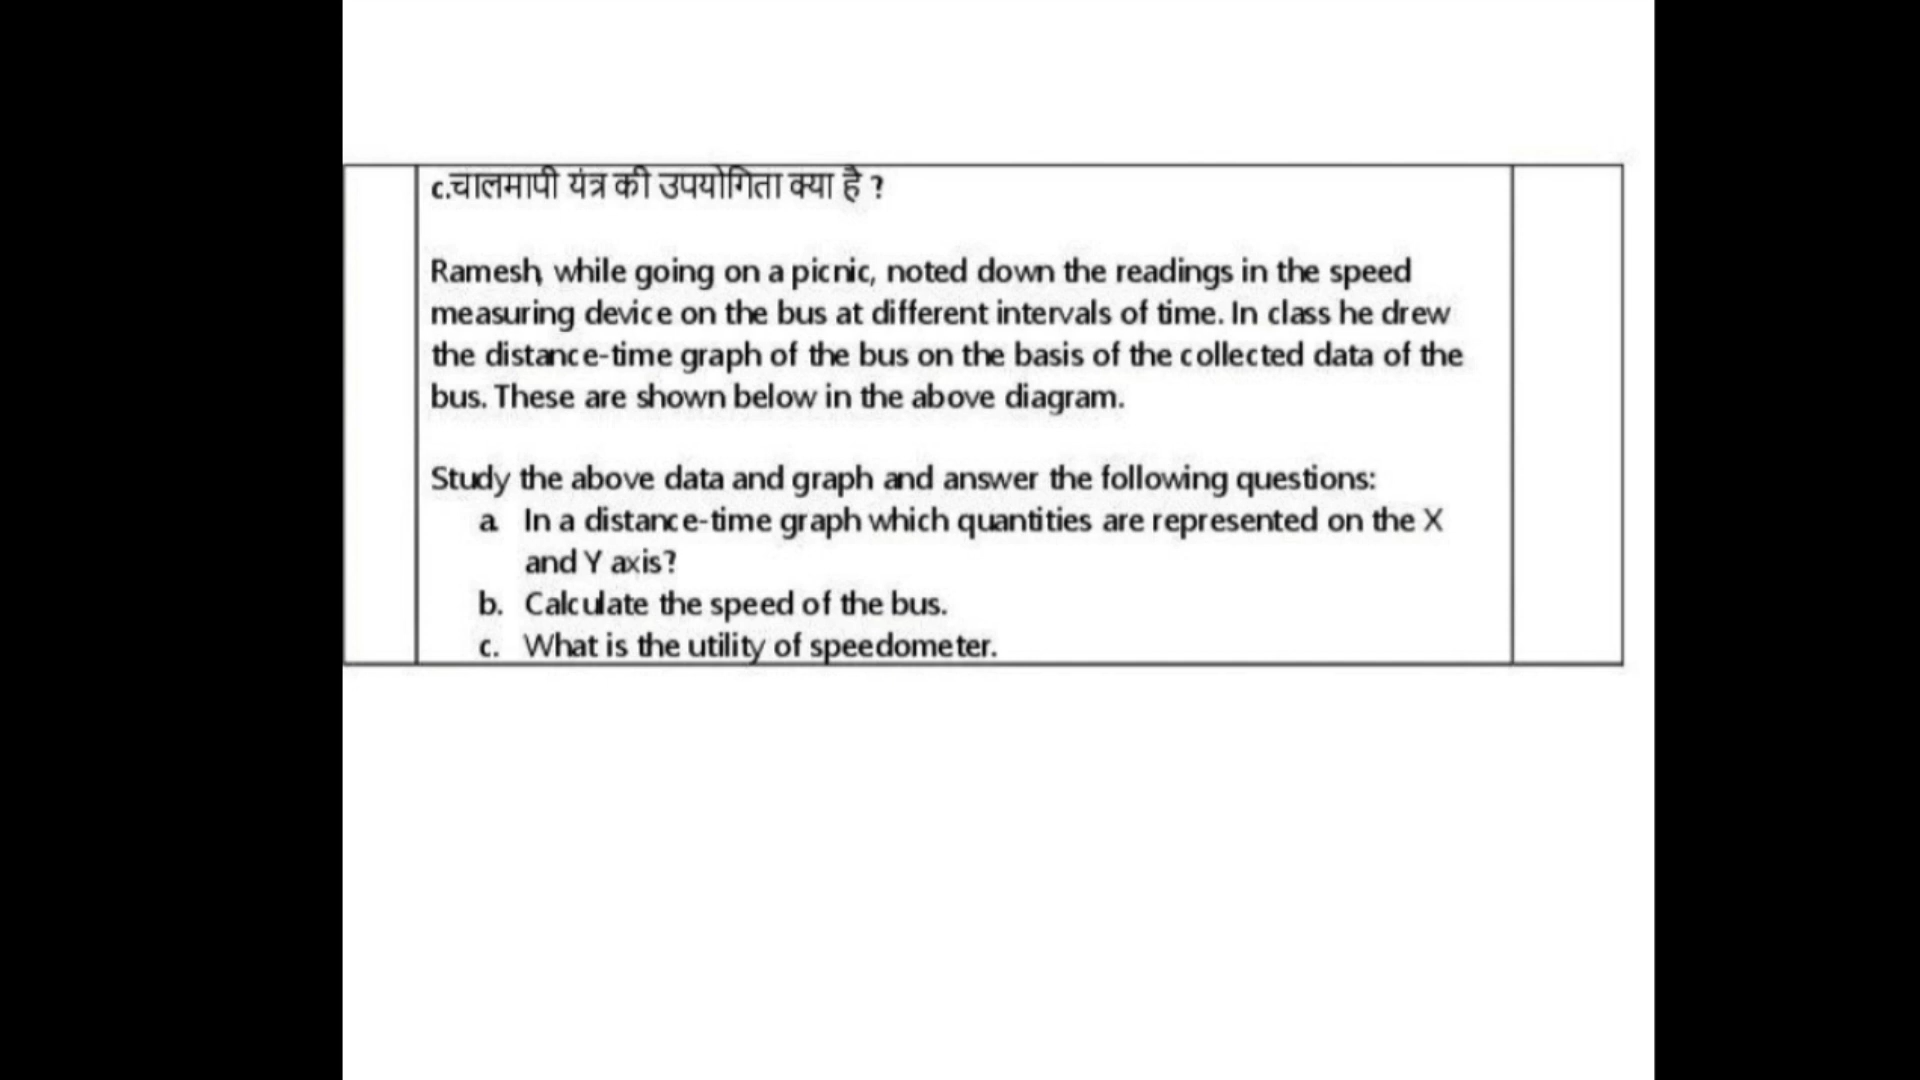 c.चालमापी यंत्र की उपयोगिता क्या है ?
Ramesh, while going on a picnic, noted down the readings in the speed
measuring device on the bus at different intervals of time. In class he drew
the distance-time graph of the bus on the basis of the collected data of the
bus. These are shown below in the above diagram.
Study the above data and graph and answer the following questions:
a. In a distance-time graph which quantities are represented on the X
and Y axis?
b. Calculate the speed of the bus.
c. What is the utility of speedometer.